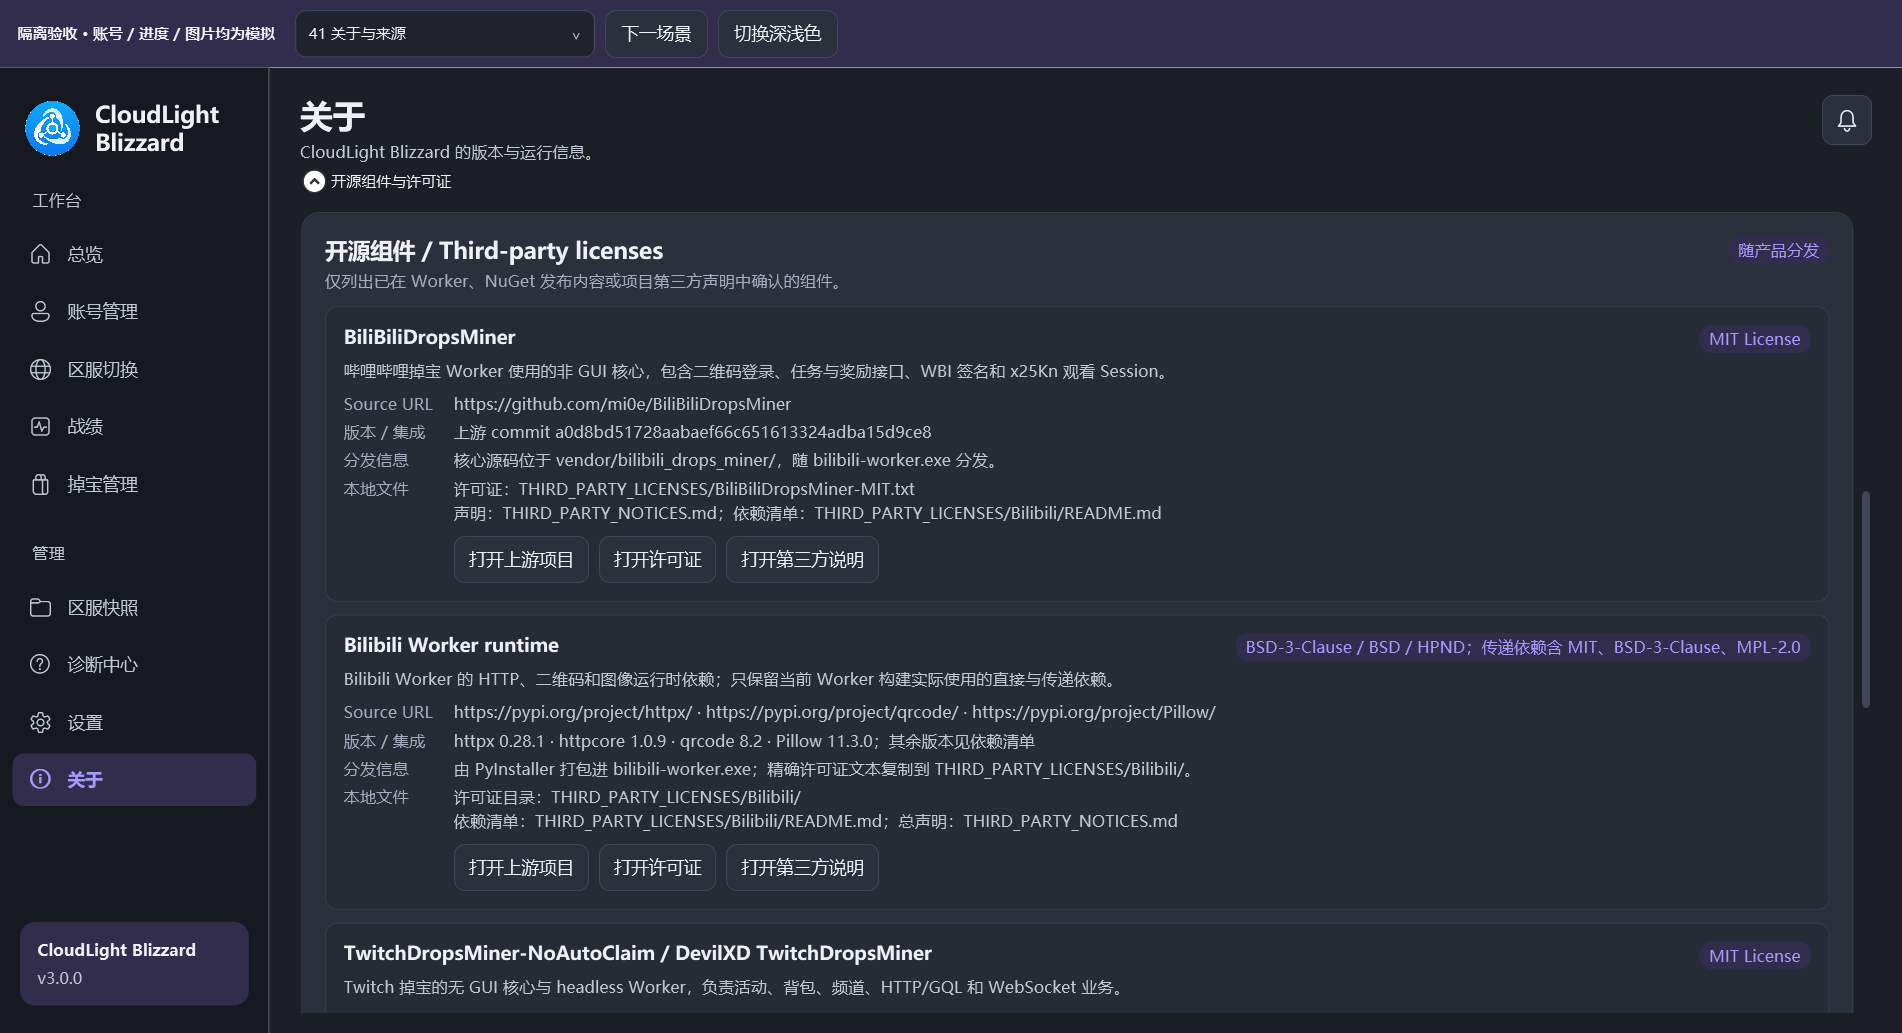 隔离验收 • 账号 / 进度 / 图片均为模拟
41 关于与来源
下一场景
切换深浅色
CloudLight
Blizzard
工作台
总览
账号管理
区服切换
战绩
掉宝管理
管理
区服快照
诊断中心
设置
关于
CloudLight Blizzard
v3.0.0
关于
CloudLight Blizzard 的版本与运行信息。
开源组件与许可证
开源组件 / Third-party licenses
随产品分发
仅列出已在 Worker、NuGet 发布内容或项目第三方声明中确认的组件。
BiliBiliDropsMiner
MIT License
哔哩哔哩掉宝 Worker 使用的非 GUI 核心，包含二维码登录、任务与奖励接口、WBI 签名和 x25Kn 观看 Session。
Source URL https://github.com/mi0e/BiliBiliDropsMiner
版本 / 集成 上游 commit a0d8bd51728aabaef66c651613324adba15d9ce8
分发信息 核心源码位于 vendor/bilibili_drops_miner/，随 bilibili-worker.exe 分发。
本地文件 许可证：THIRD_PARTY_LICENSES/BiliBiliDropsMiner-MIT.txt
声明：THIRD_PARTY_NOTICES.md；依赖清单：THIRD_PARTY_LICENSES/Bilibili/README.md
打开上游项目 打开许可证 打开第三方说明
Bilibili Worker runtime
BSD-3-Clause / BSD / HPND；传递依赖含 MIT、BSD-3-Clause、MPL-2.0
Bilibili Worker 的 HTTP、二维码和图像运行时依赖；只保留当前 Worker 构建实际使用的直接与传递依赖。
Source URL https://pypi.org/project/httpx/ · https://pypi.org/project/qrcode/ · https://pypi.org/project/Pillow/
版本 / 集成 httpx 0.28.1 · httpcore 1.0.9 · qrcode 8.2 · Pillow 11.3.0；其余版本见依赖清单
分发信息 由 PyInstaller 打包进 bilibili-worker.exe；精确许可证文本复制到 THIRD_PARTY_LICENSES/Bilibili/。
本地文件 许可证目录：THIRD_PARTY_LICENSES/Bilibili/
依赖清单：THIRD_PARTY_LICENSES/Bilibili/README.md；总声明：THIRD_PARTY_NOTICES.md
打开上游项目 打开许可证 打开第三方说明
TwitchDropsMiner-NoAutoClaim / DevilXD TwitchDropsMiner
MIT License
Twitch 掉宝的无 GUI 核心与 headless Worker，负责活动、背包、频道、HTTP/GQL 和 WebSocket 业务。